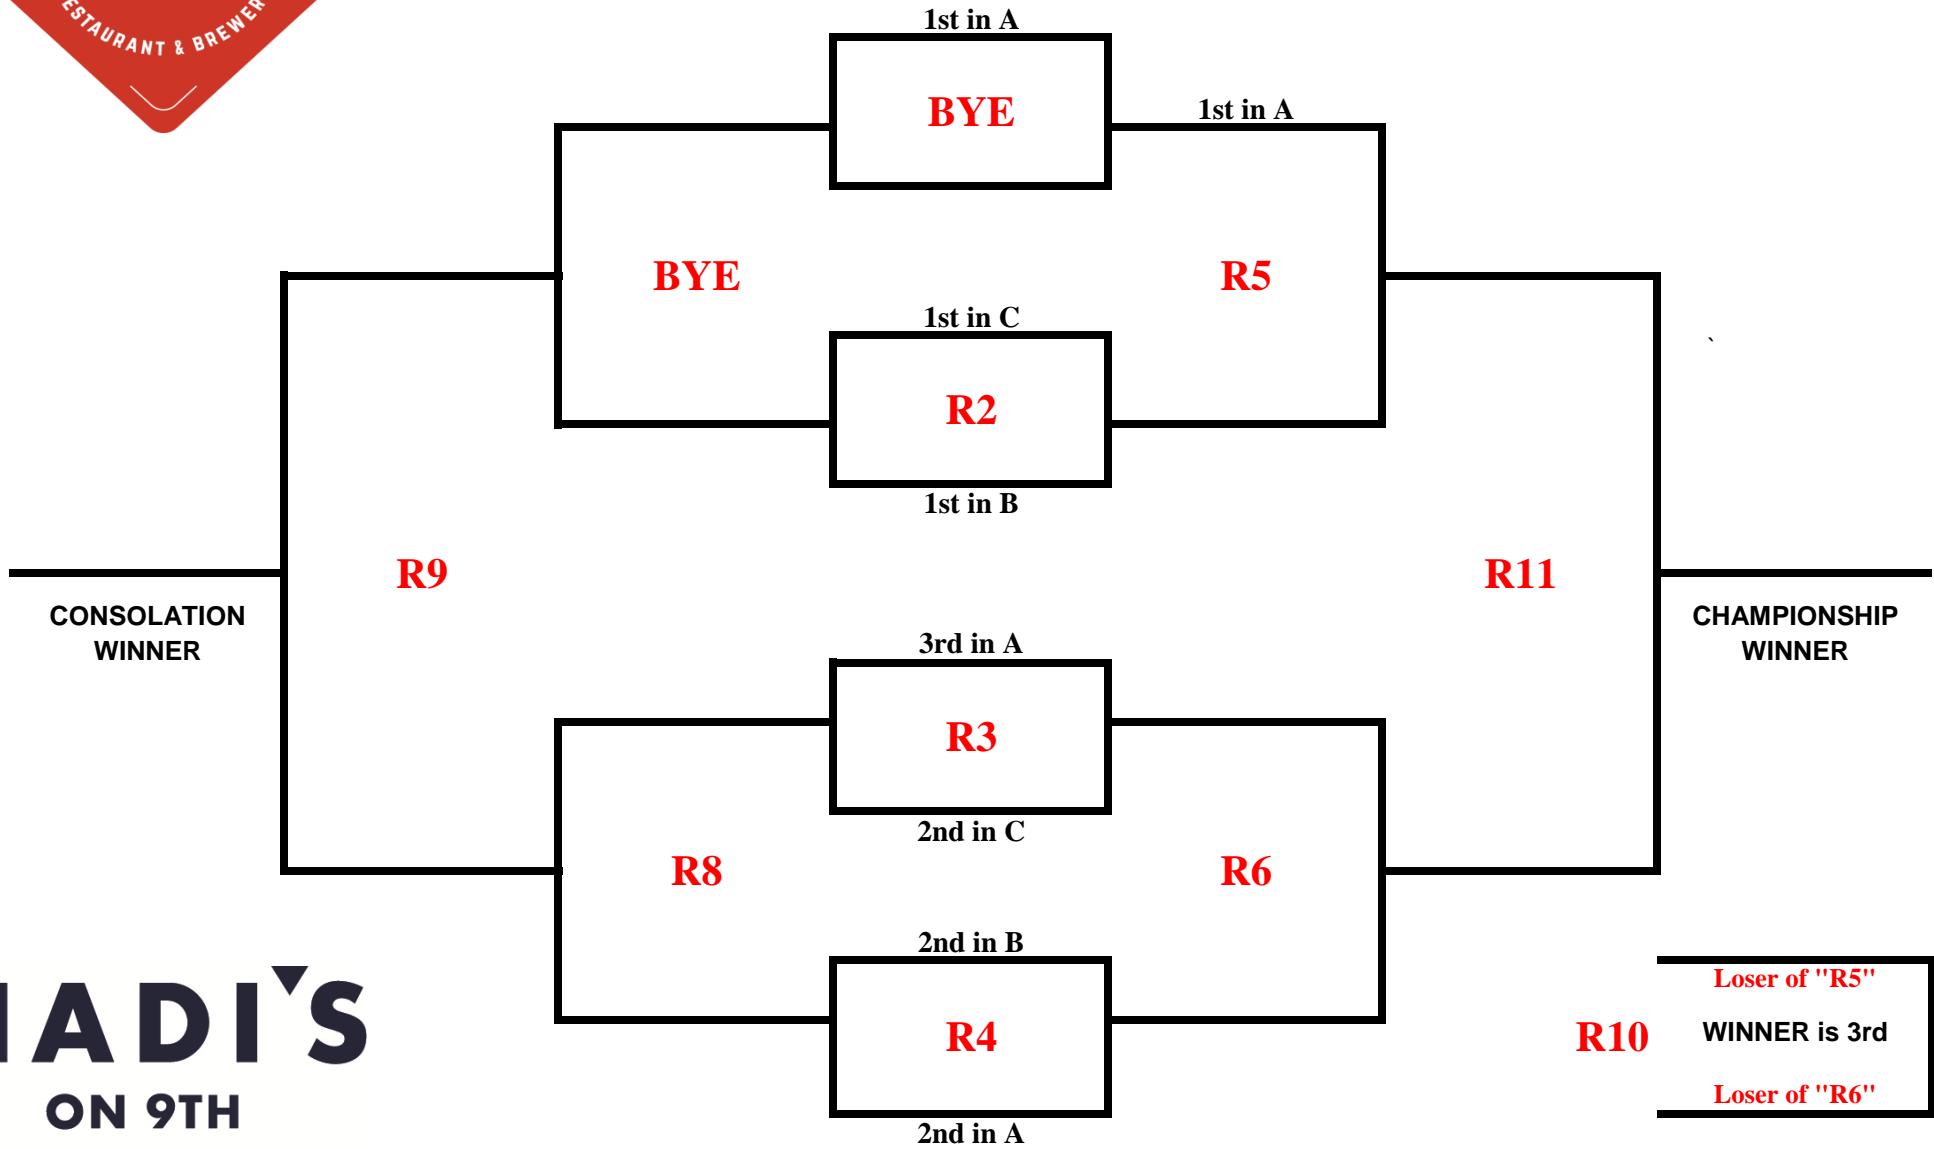 1st in A
& 
BYE
1st in A
BYE
R5
1st in C
R2
1st in B
R9
R11
CONSOLATION
WINNER
CHAMPIONSHIP
WINNER
3rd in A
R3
2nd in C
R8
R6
2nd in B
R4
2nd in A
Loser of "R5"
R10
WINNER is 3rd
Loser of "R6"
ADI'S
ON 9TH